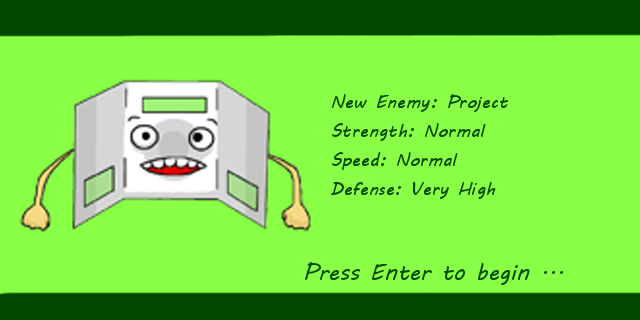 New Enemy: Project
Strength: Normal
Speed: Normal
Defense: Very High
Press Enter to begin ...